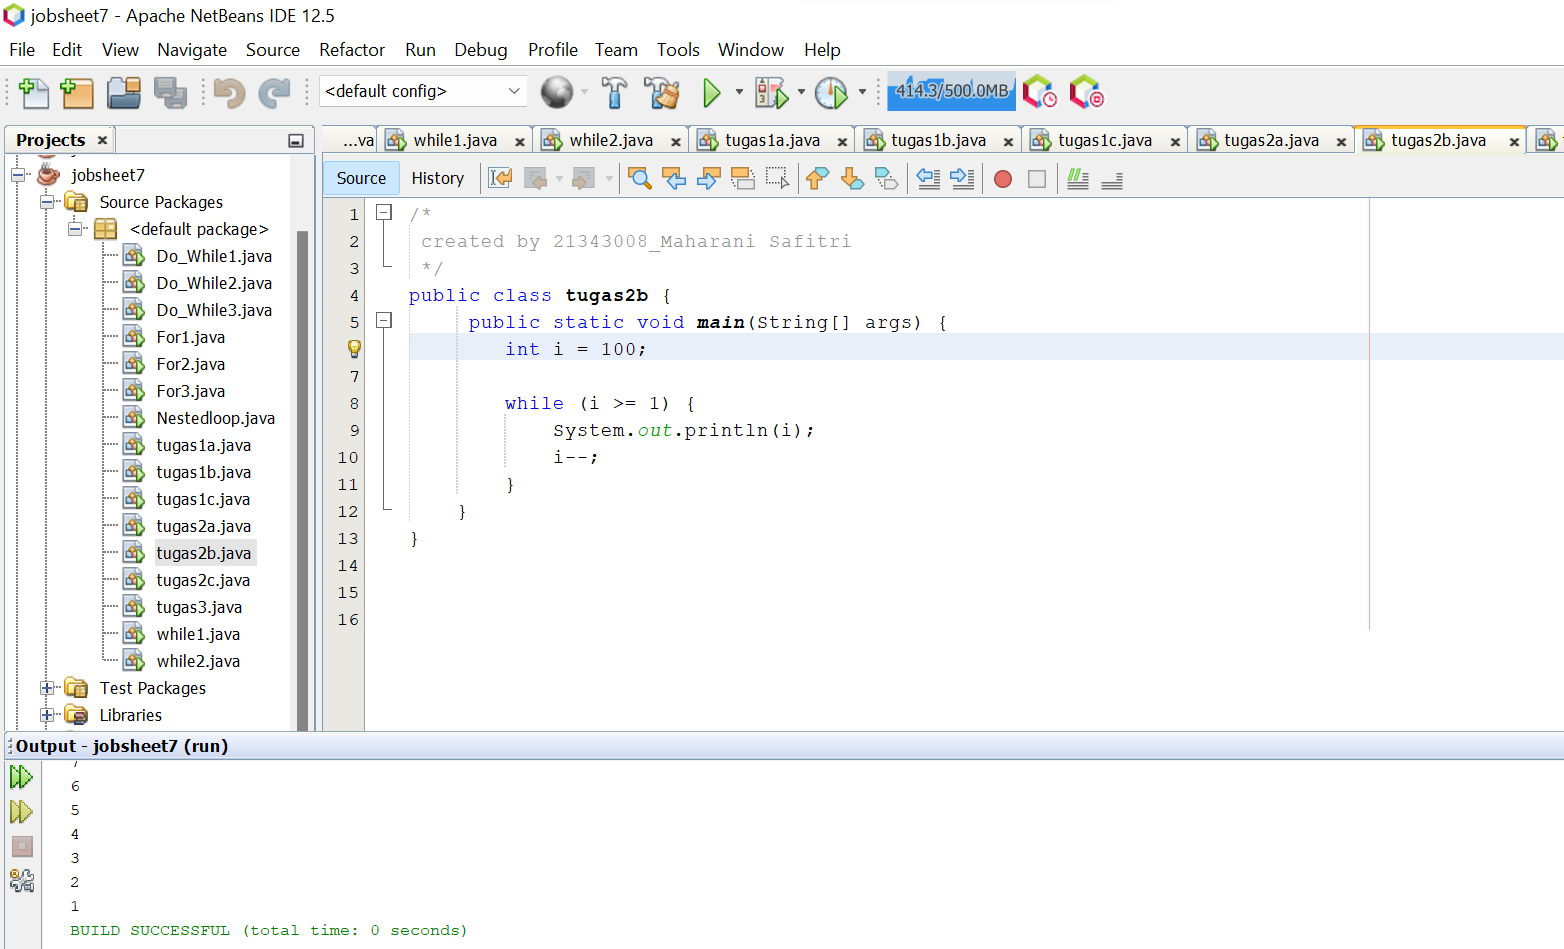 jobsheet7 - Apache NetBeans IDE 12.5
File Edit View Navigate Source Refactor Run Debug Profile Team Tools Window Help
<default config>
414.3/500.0MB
Projects
...va while1.java while2.java tugas1a.java tugas1b.java tugas1c.java tugas2a.java tugas2b.java
Source History
jobsheet7
Source Packages
<default package>
Do_While1.java
Do_While2.java
Do_While3.java
For1.java
For2.java
For3.java
Nestedloop.java
tugas1a.java
tugas1b.java
tugas1c.java
tugas2a.java
tugas2b.java
tugas2c.java
tugas3.java
while1.java
while2.java
Test Packages
Libraries
1 /*
2 created by 21343008_Maharani Safitri
3 */
4 public class tugas2b {
5 public static void main(String[] args) {
int i = 100;
7
8 while (i >= 1) {
9 System.out.println(i);
10 i--;
11 }
12 }
13 }
14
15
16
Output - jobsheet7 (run)
7
6
5
4
3
2
1
BUILD SUCCESSFUL (total time: 0 seconds)